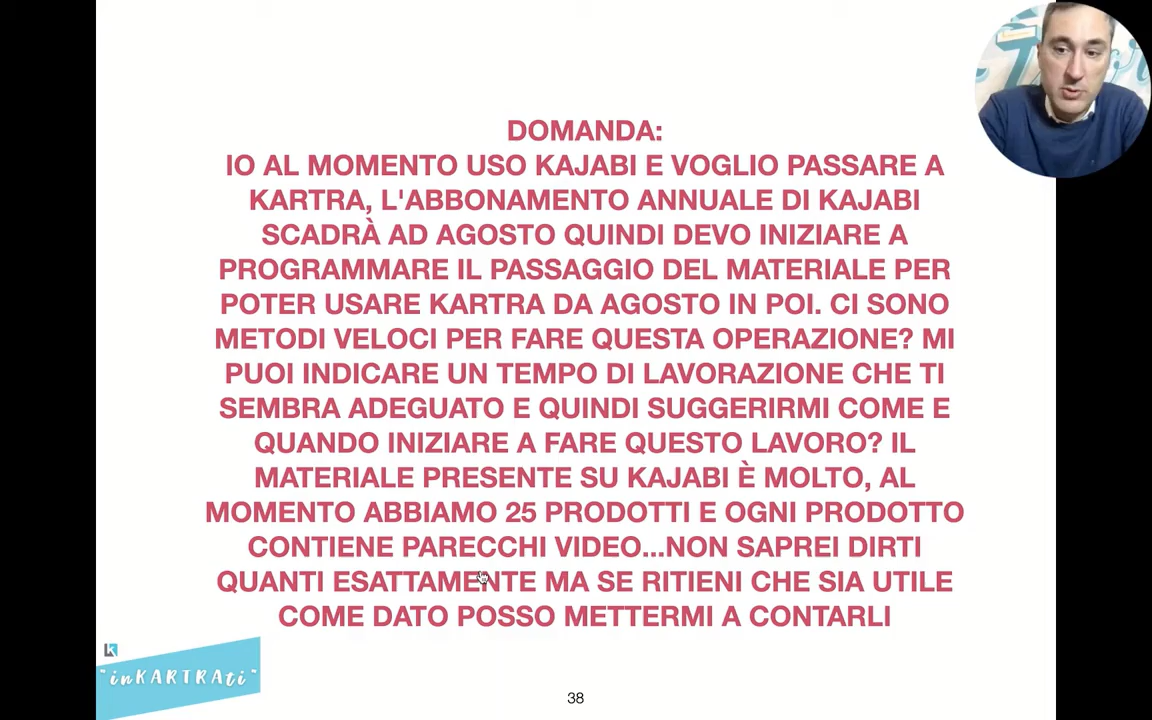 DOMANDA:
IO AL MOMENTO USO KAJABI E VOGLIO PASSARE A
KARTRA, L'ABBONAMENTO ANNUALE DI KAJABI
SCADRÀ AD AGOSTO QUINDI DEVO INIZIARE A
PROGRAMMARE IL PASSAGGIO DEL MATERIALE PER
POTER USARE KARTRA DA AGOSTO IN POI. CI SONO
METODI VELOCI PER FARE QUESTA OPERAZIONE? MI
PUOI INDICARE UN TEMPO DI LAVORAZIONE CHE TI
SEMBRA ADEGUATO E QUINDI SUGGERIRMI COME E
QUANDO INIZIARE A FARE QUESTO LAVORO? IL
MATERIALE PRESENTE SU KAJABI È MOLTO, AL
MOMENTO ABBIAMO 25 PRODOTTI E OGNI PRODOTTO
CONTIENE PARECCHI VIDEO...NON SAPREI DIRTI
QUANTI ESATTAMENTE MA SE RITIENI CHE SIA UTILE
COME DATO POSSO METTERMI A CONTARLI
"inKARTRAti"
38